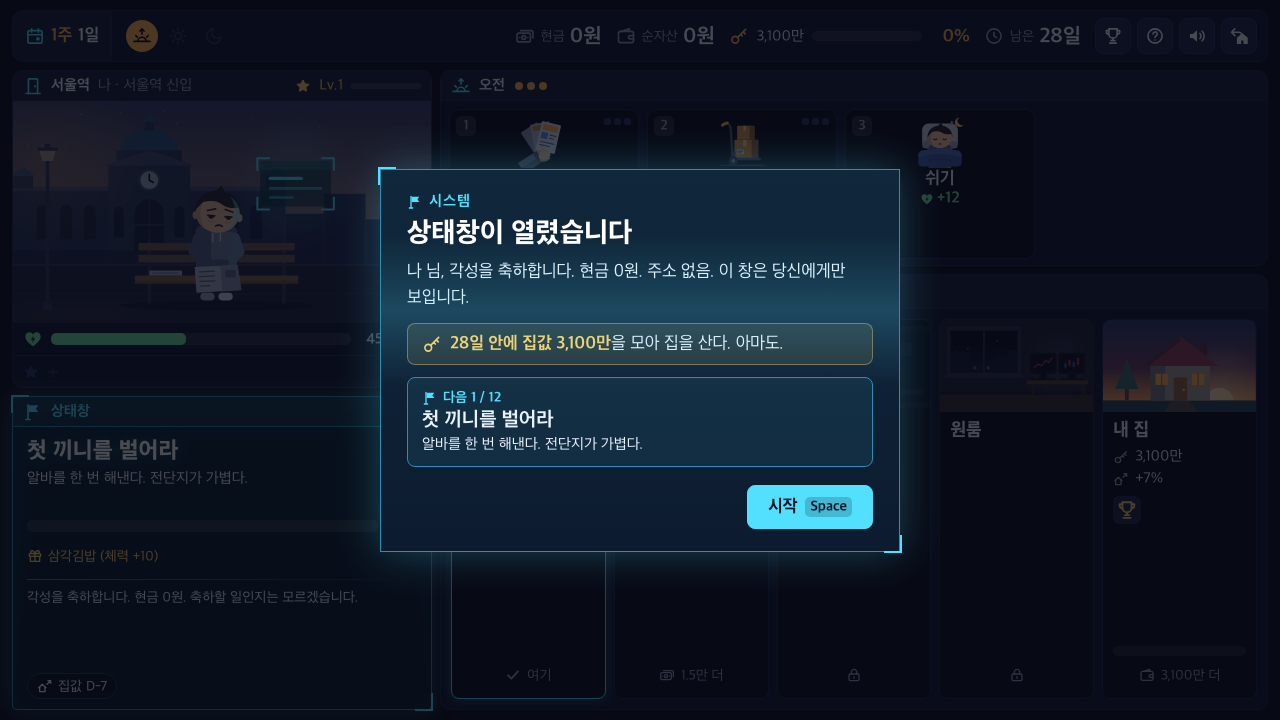 1주 1일
현금 0원
순자산 0원
3,100만
0%
남은 28일
서울역 나 · 서울역 신입
Lv.1
오전
1
2
3
쉬기
+12
시스템
상태창이 열렸습니다
나 님, 각성을 축하합니다. 현금 0원. 주소 없음. 이 창은 당신에게만
보입니다.
28일 안에 집값 3,100만을 모아 집을 산다. 아마도.
다음 1 / 12
첫 끼니를 벌어라
알바를 한 번 해낸다. 전단지가 가볍다.
시작 Space
상태창
첫 끼니를 벌어라
알바를 한 번 해낸다. 전단지가 가볍다.
삼각김밥 (체력 +10)
각성을 축하합니다. 현금 0원. 축하할 일인지는 모르겠습니다.
집값 D-7
여기
1.5만 더
원룸
내 집
3,100만
+7%
3,100만 더